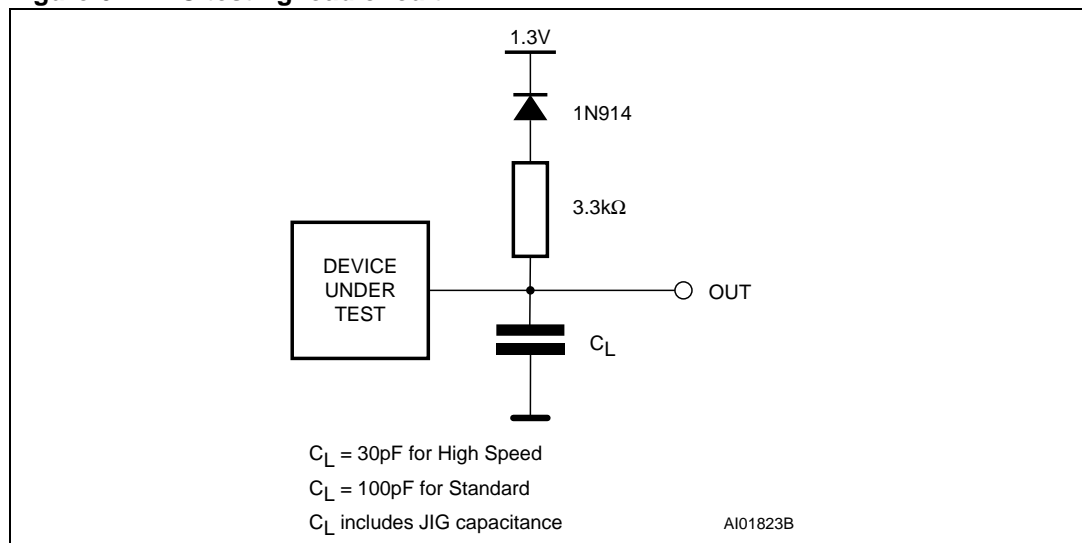 1.3V
1N914
3.3kΩ
DEVICE
UNDER
TEST
OUT
CL
CL = 30pF for High Speed
CL = 100pF for Standard
CL includes JIG capacitance
AI01823B